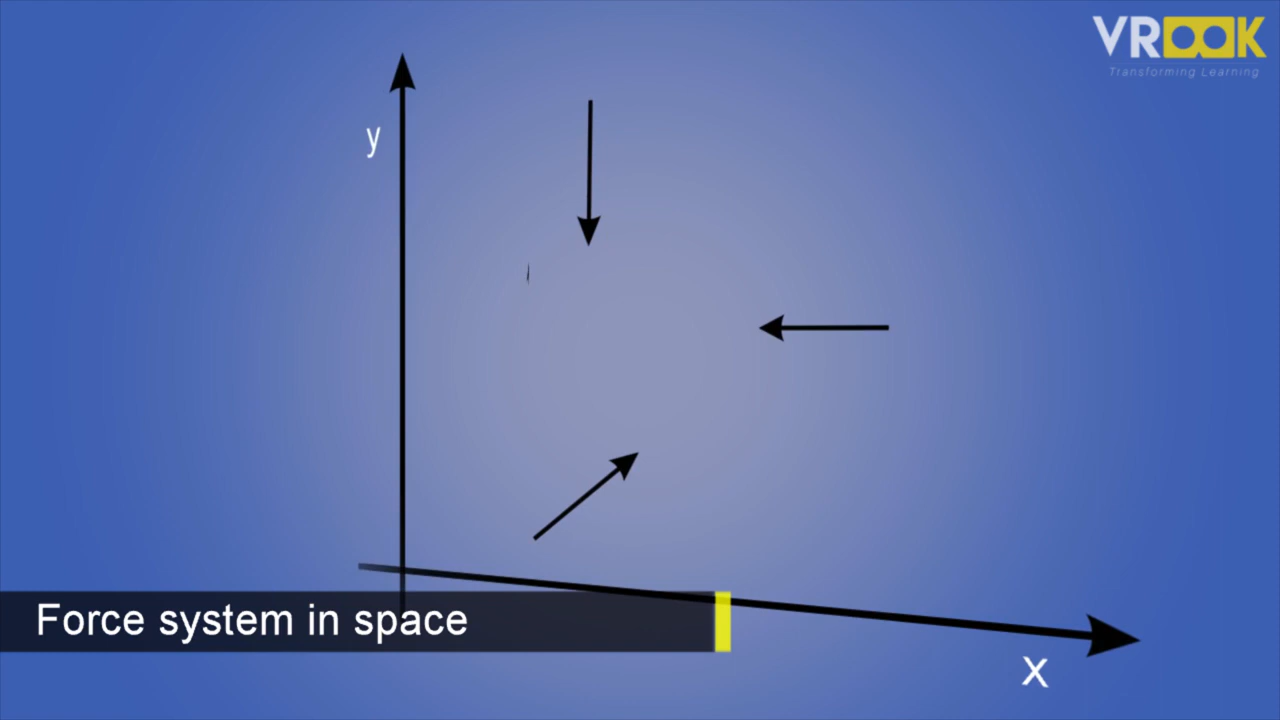 VROOK
Transforming Learning
y
Force system in space
x